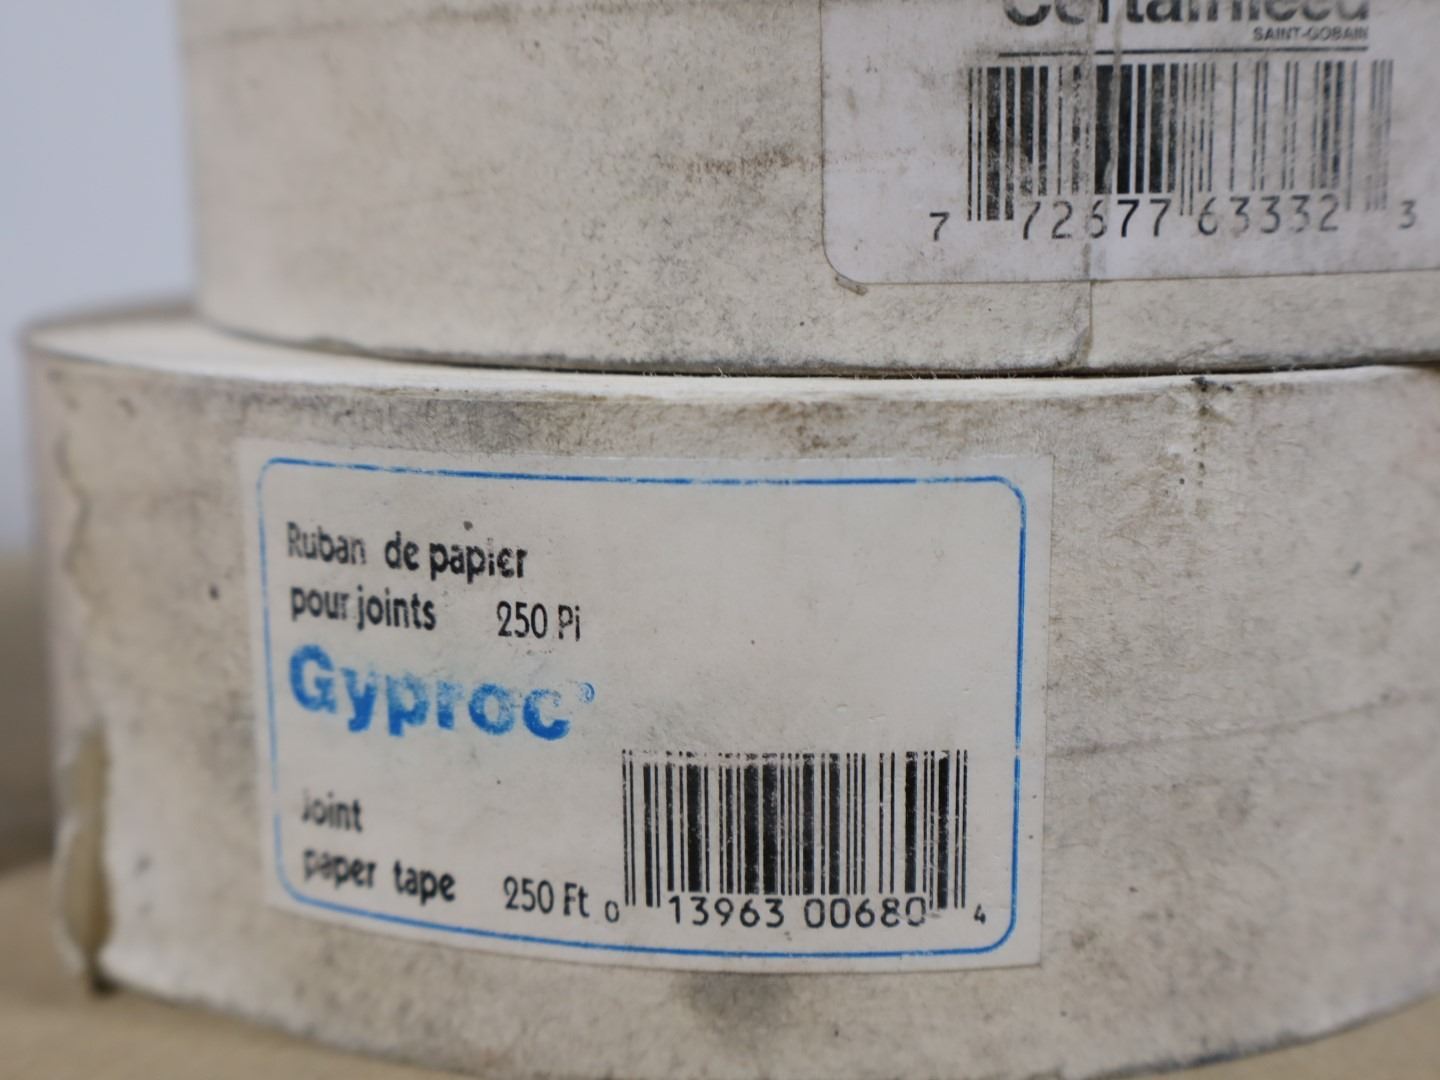 CertainTeed
SAINT-GOBAIN
7 72677 63332 3
Ruban de papier
pour joints 250 Pi
Gyproc®
Joint
paper tape 250 Ft
0 13963 00680 4